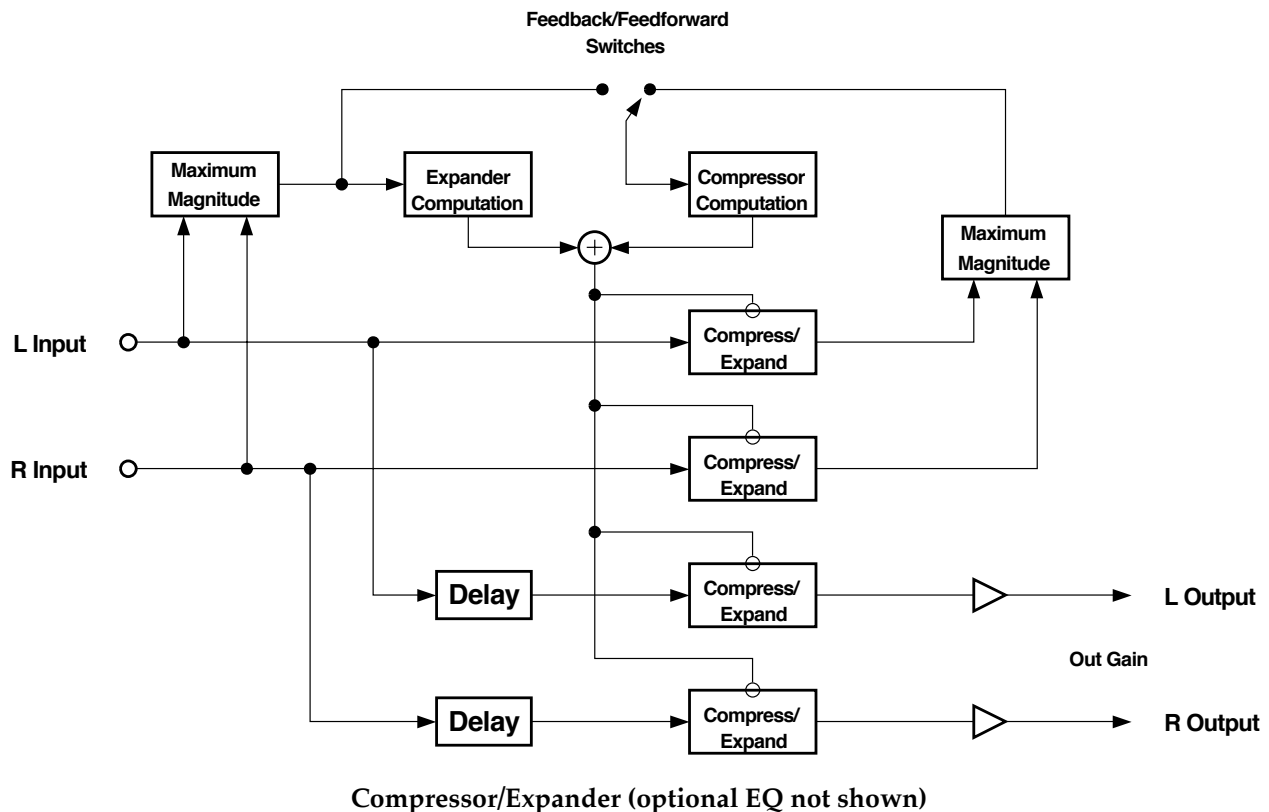 Feedback/Feedforward
Switches
Maximum
Magnitude
Expander
Computation
Compressor
Computation
+
Maximum
Magnitude
L Input
Compress/
Expand
R Input
Compress/
Expand
Delay
Compress/
Expand
L Output
Out Gain
Delay
Compress/
Expand
R Output
Compressor/Expander (optional EQ not shown)